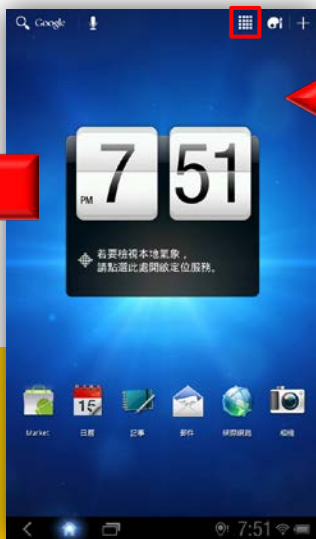 Google
PM 7 51
若要檢視本地氣象，
請點選此處開啟定位服務。
15
Market 日曆 記事 郵件 網際網路 相機
7:51